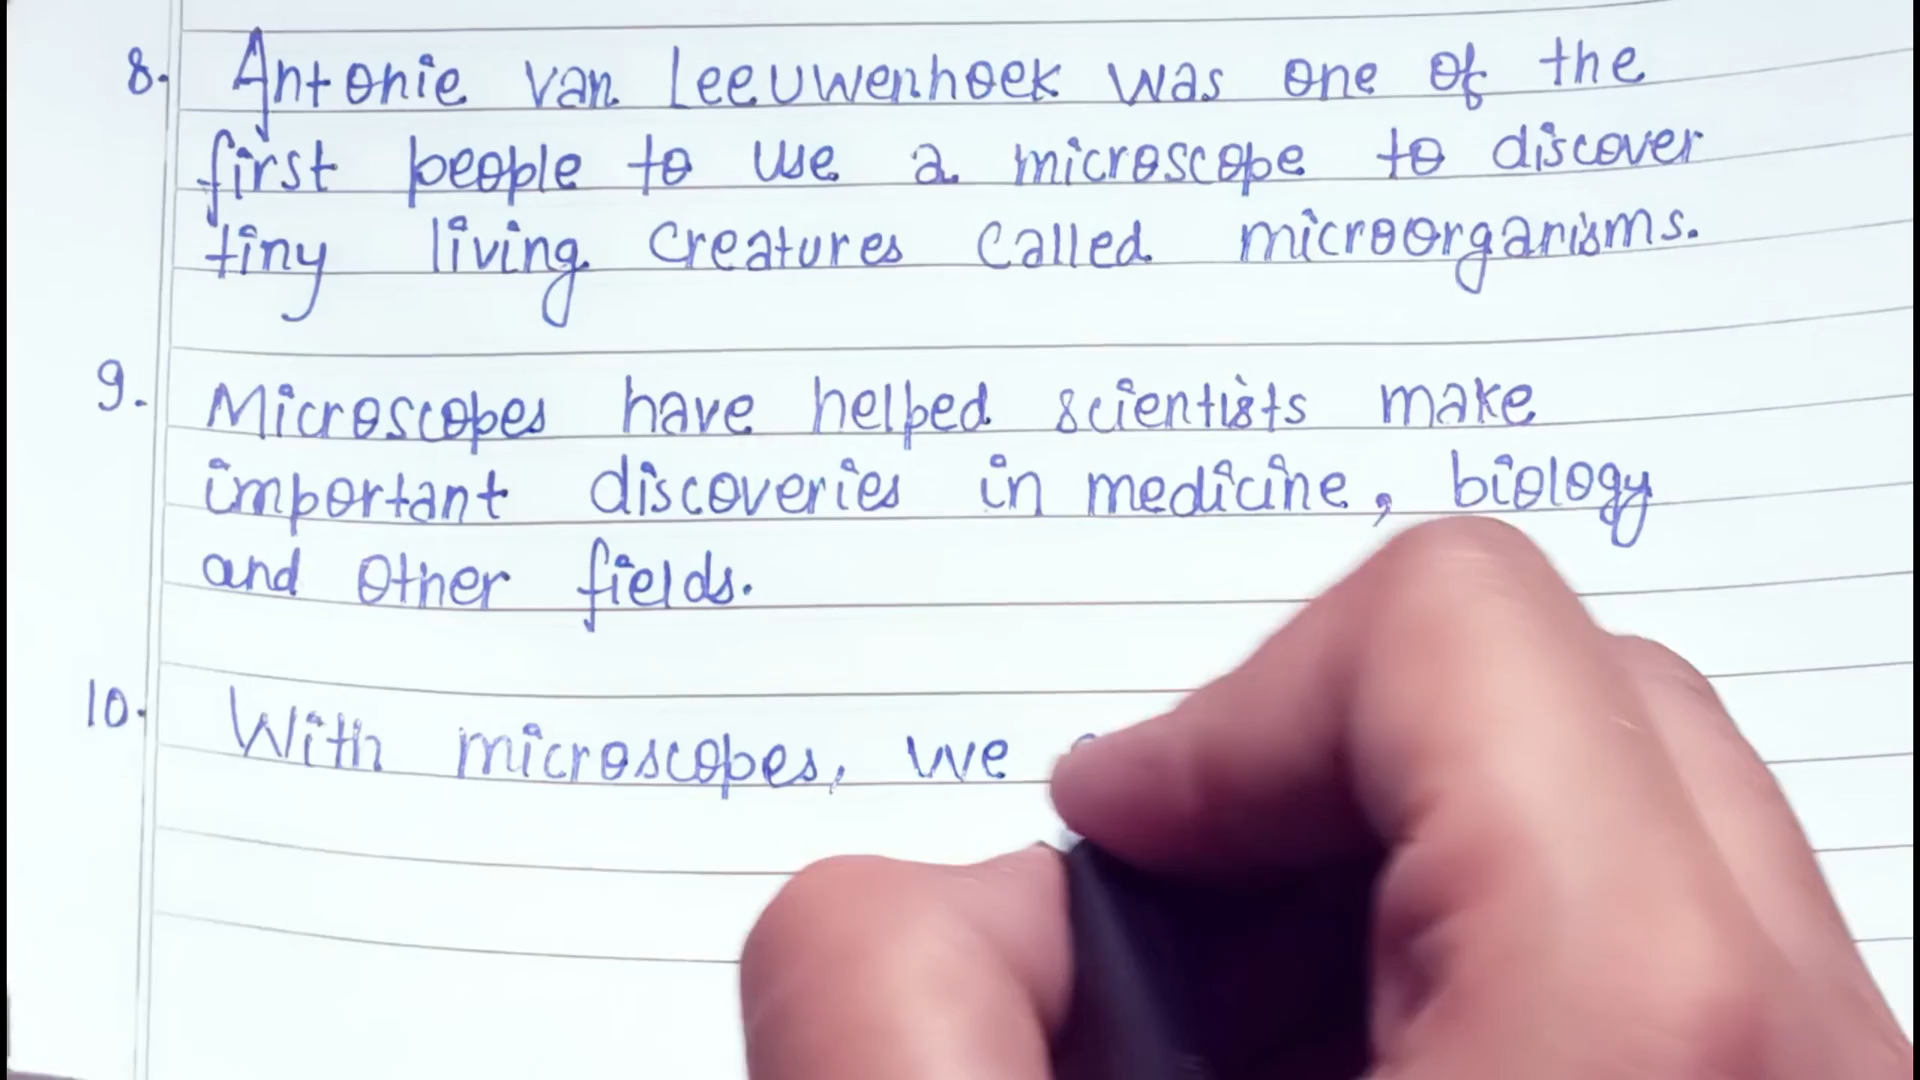 8. Antonie van Leeuwenhoek was one of the
first people to use a microscope to discover
tiny living creatures called microorganisms.
9. Microscopes have helped scientists make
important discoveries in medicine, biology
and other fields.
10. With microscopes, we